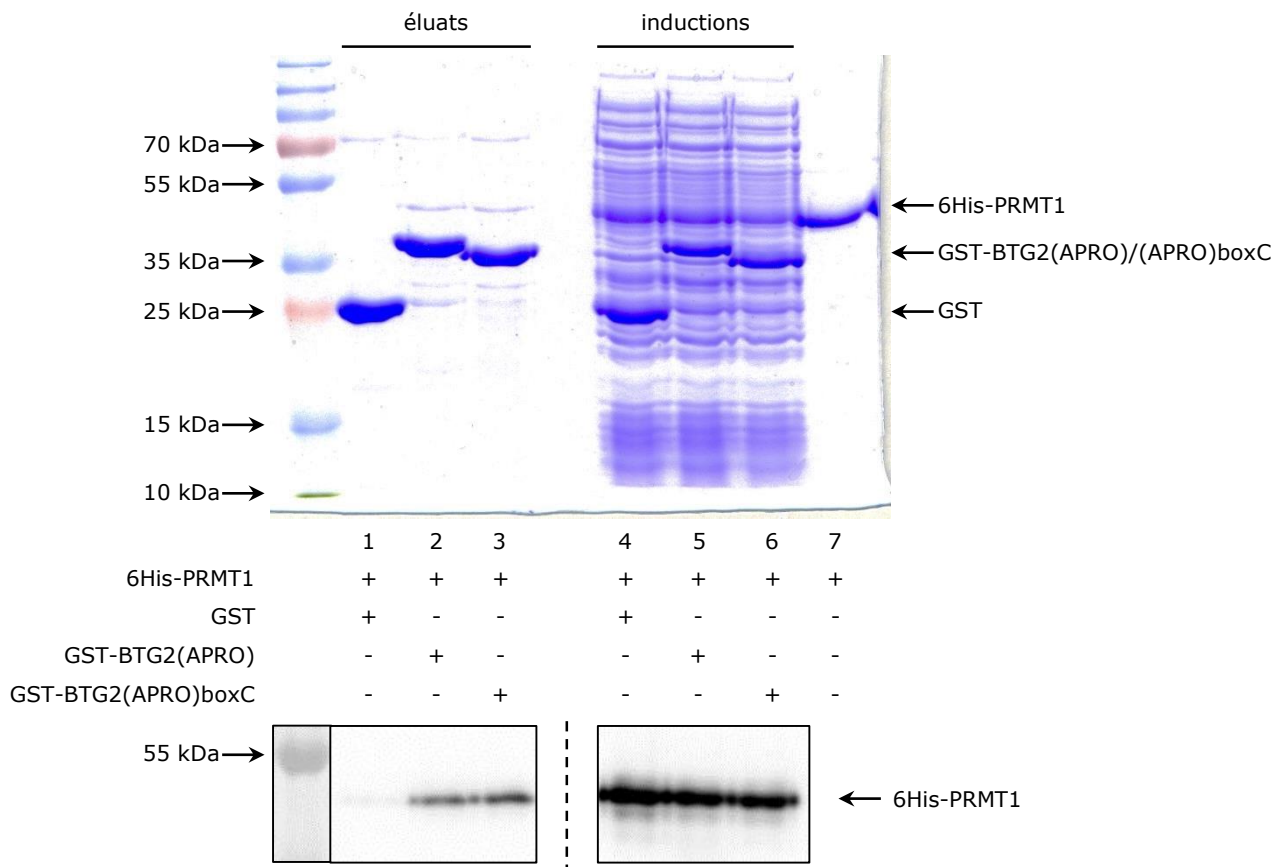 éluats inductions
70 kDa
55 kDa
6His-PRMT1
GST-BTG2(APRO)/(APRO)boxC
35 kDa
25 kDa GST
15 kDa
10 kDa
1 2 3 4 5 6 7
6His-PRMT1 + + + + + + +
GST + - - + - - -
GST-BTG2(APRO) - + - - + - -
GST-BTG2(APRO)boxC - - + - - + -
55 kDa
6His-PRMT1